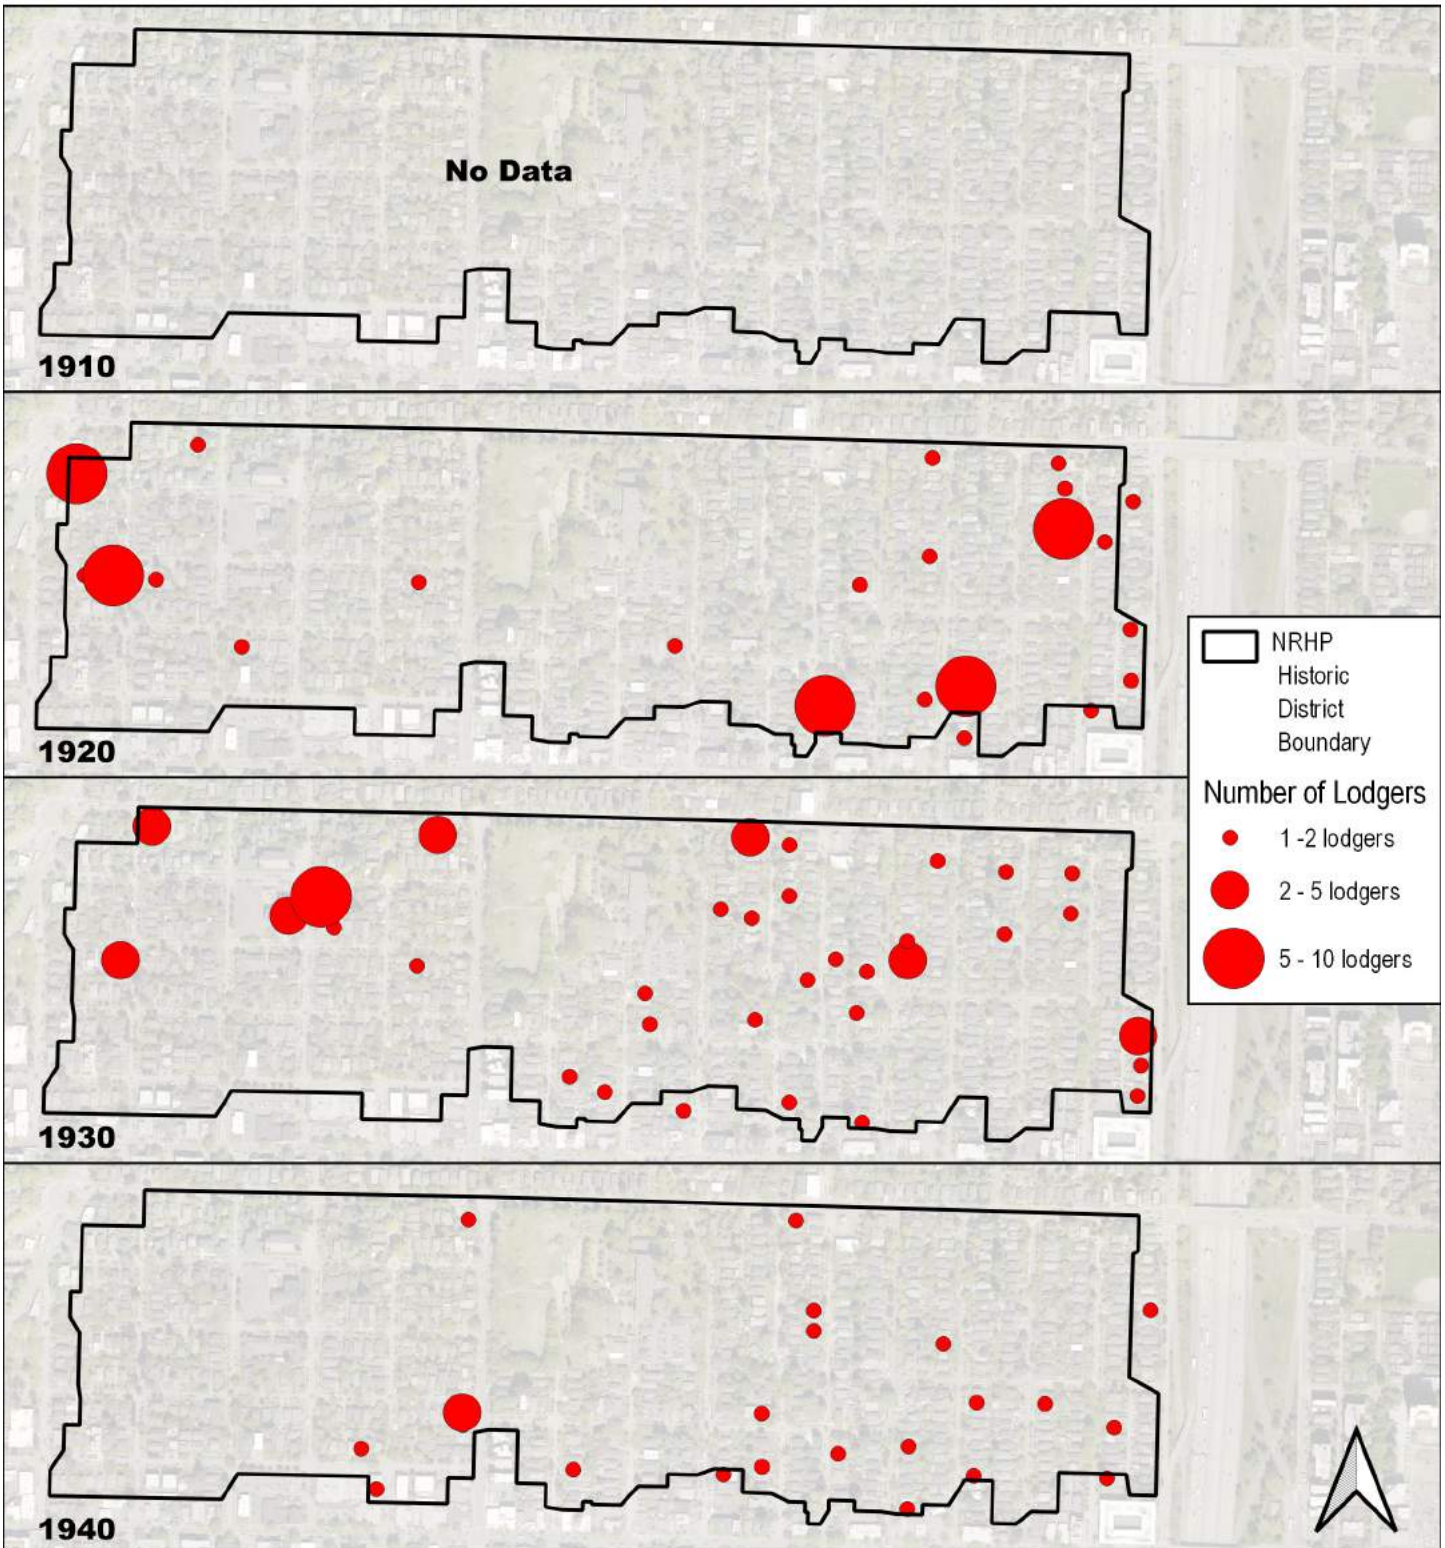 No Data
1910
1920
NRHP
Historic
District
Boundary
Number of Lodgers
1 -2 lodgers
2 - 5 lodgers
5 - 10 lodgers
1930
1940